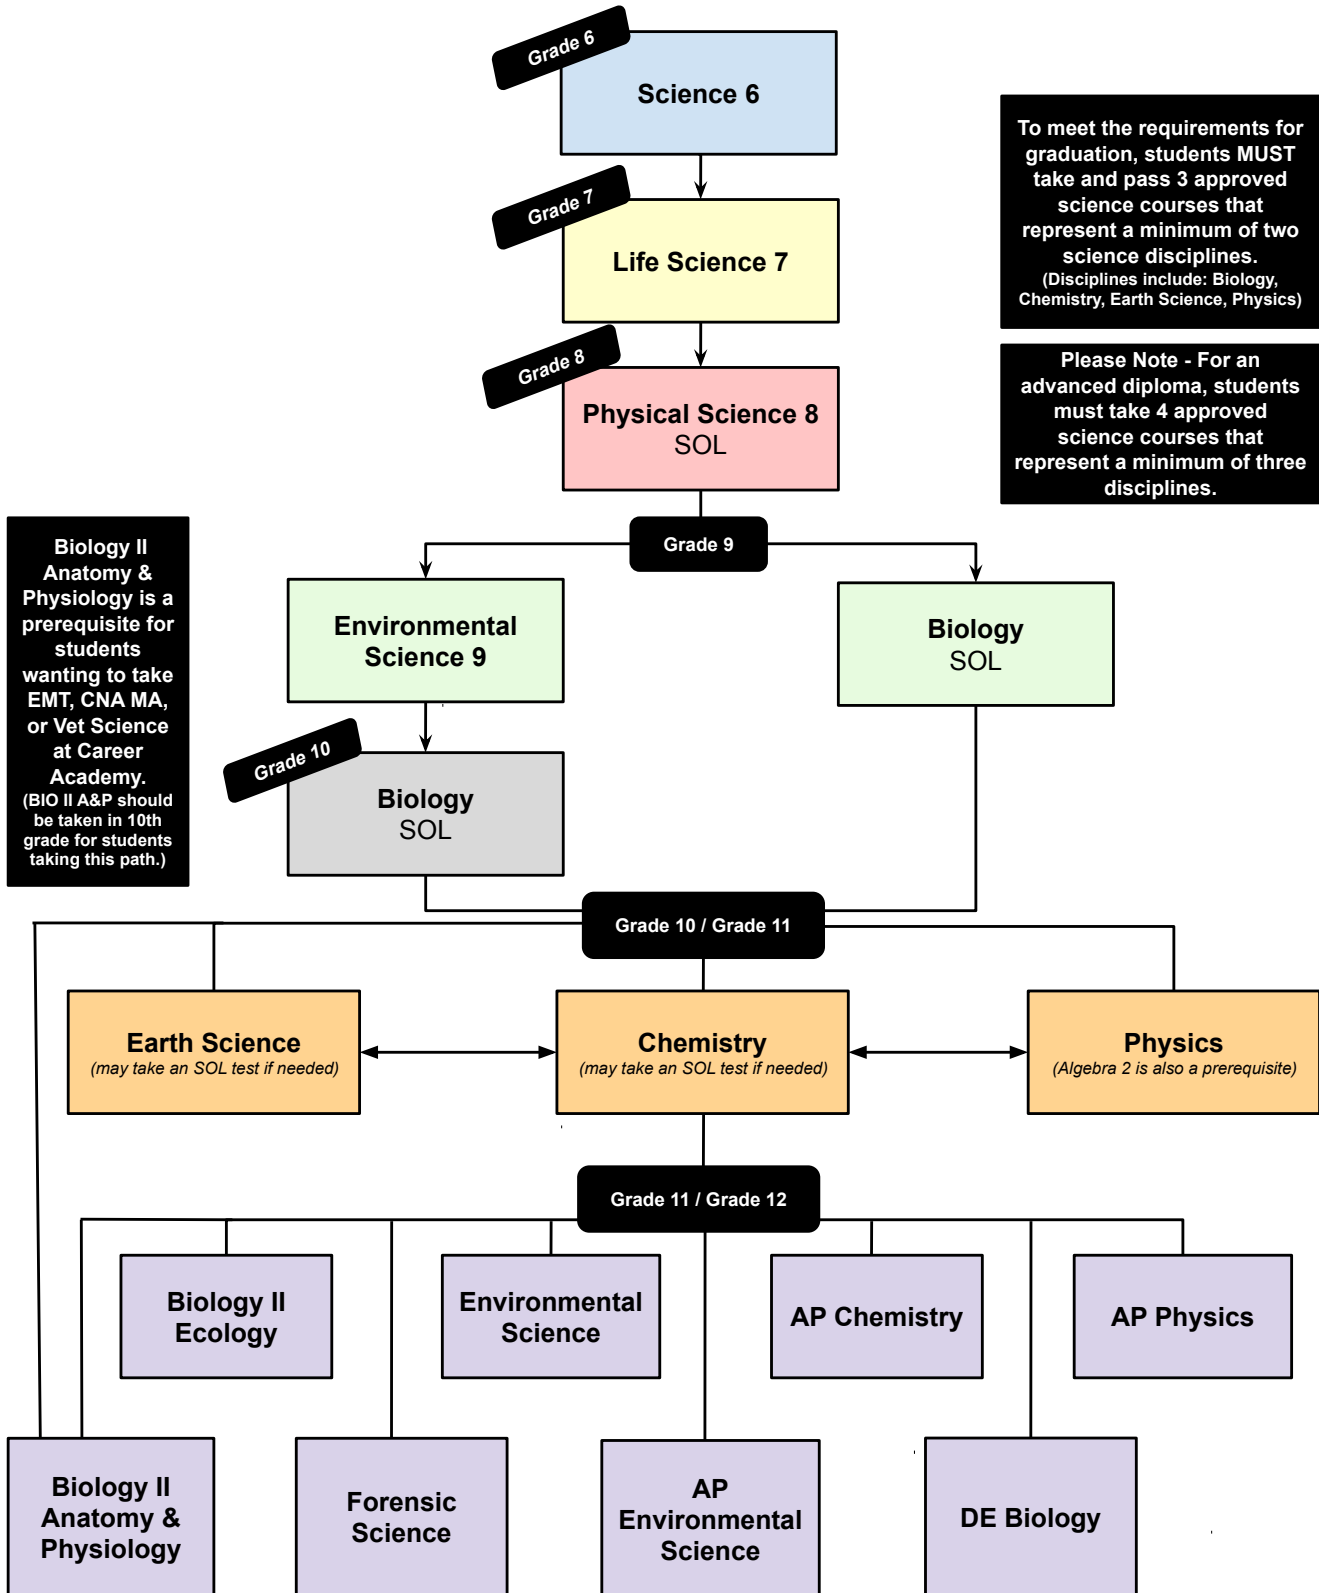 Grade 6
Science 6
To meet the requirements for
graduation, students MUST
take and pass 3 approved
science courses that
represent a minimum of two
science disciplines.
(Disciplines include: Biology,
Chemistry, Earth Science, Physics)
Grade 7
Life Science 7
Please Note - For an
advanced diploma, students
must take 4 approved
science courses that
represent a minimum of three
disciplines.
Grade 8
Physical Science 8
SOL
Grade 9
Biology II
Anatomy &
Physiology is a
prerequisite for
students
wanting to take
EMT, CNA MA,
or Vet Science
at Career
Academy.
(BIO II A&P should
be taken in 10th
grade for students
taking this path.)
Environmental
Science 9
Biology
SOL
Grade 10
Biology
SOL
Grade 10 / Grade 11
Earth Science
(may take an SOL test if needed)
Chemistry
(may take an SOL test if needed)
Physics
(Algebra 2 is also a prerequisite)
Grade 11 / Grade 12
Biology II
Ecology
Environmental
Science
AP Chemistry
AP Physics
Biology II
Anatomy &
Physiology
Forensic
Science
AP
Environmental
Science
DE Biology